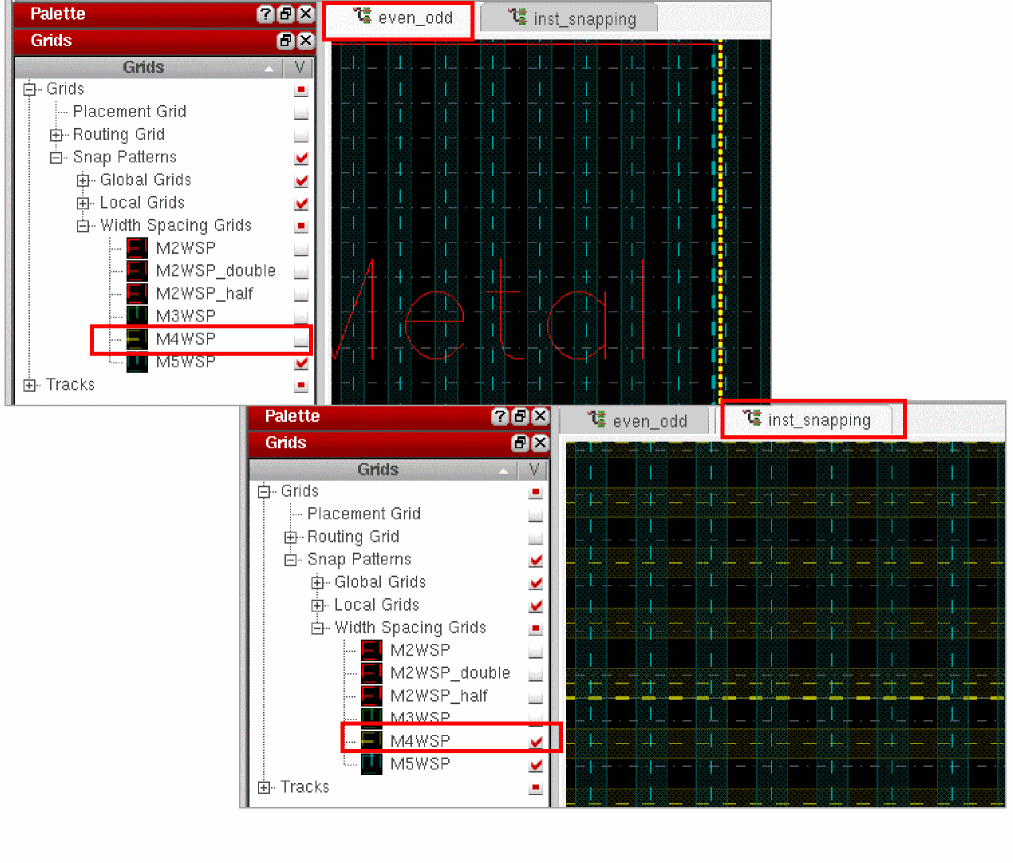 Palette
even_odd
inst_snapping
Grids
Grids V
Grids
Placement Grid
Routing Grid
Snap Patterns
Global Grids
Local Grids
Width Spacing Grids
M2WSP
M2WSP_double
M2WSP_half
M3WSP
M4WSP
M5WSP
Tracks
Metal
Palette
even_odd
inst_snapping
Grids
Grids V
Grids
Placement Grid
Routing Grid
Snap Patterns
Global Grids
Local Grids
Width Spacing Grids
M2WSP
M2WSP_double
M2WSP_half
M3WSP
M4WSP
M5WSP
Tracks